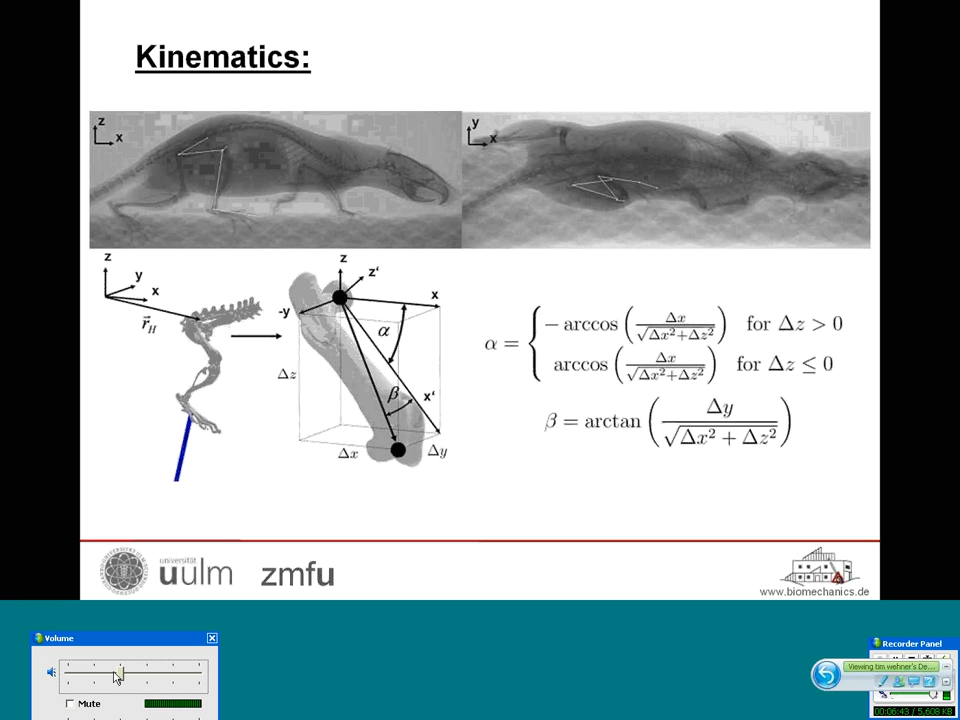 Kinematics:
z
x
y
x
z
y
x
r⃗_H
z
z'
x
-y
α
β
x'
Δz
Δx
Δy
α = { − arccos ( Δx / √Δx²+Δz² ) for Δz > 0
arccos ( Δx / √Δx²+Δz² ) for Δz ≤ 0
β = arctan ( Δy / √Δx² + Δz² )
universität
uulm
zmfu
www.biomechanics.de
Volume
Mute
Recorder Panel
Viewing tim wehner's De...
00:06:43 / 5,608 KB